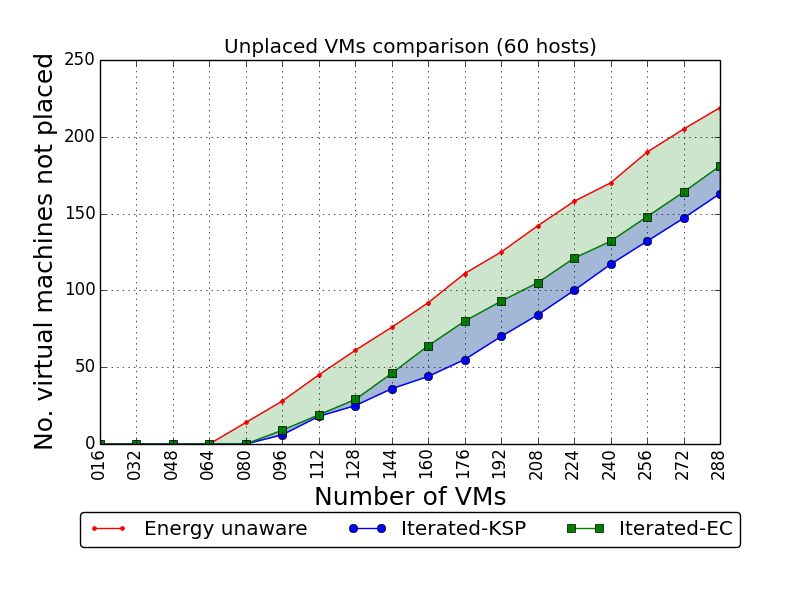 Unplaced VMs comparison (60 hosts)
No. virtual machines not placed
250
200
150
100
50
0
016 032 048 064 080 096 112 128 144 160 176 192 208 224 240 256 272 288
Number of VMs
Energy unaware Iterated-KSP Iterated-EC